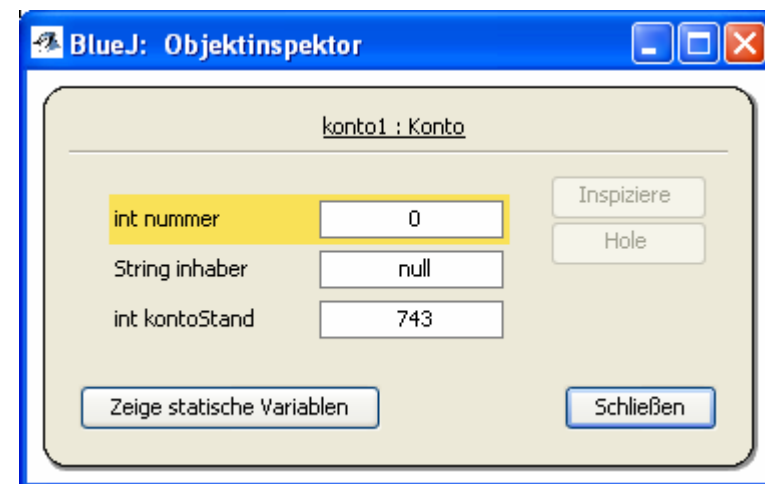 BlueJ: Objektinspektor
konto1 : Konto
int nummer 0
String inhaber null
int kontoStand 743
Inspiziere
Hole
Zeige statische Variablen
Schließen